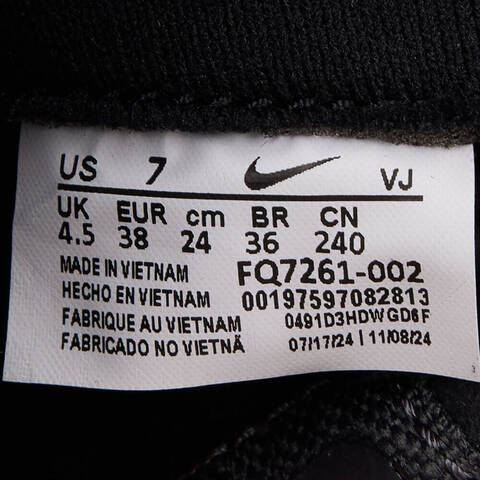 US 7 VJ
UK EUR cm BR CN
4.5 38 24 36 240
MADE IN VIETNAM FQ7261-002
HECHO EN VIETNAM 00197597082813
FABRIQUE AU VIETNAM 0491D3HDWGD6F
FABRICADO NO VIETNÃ 07/17/24 | 11/08/24